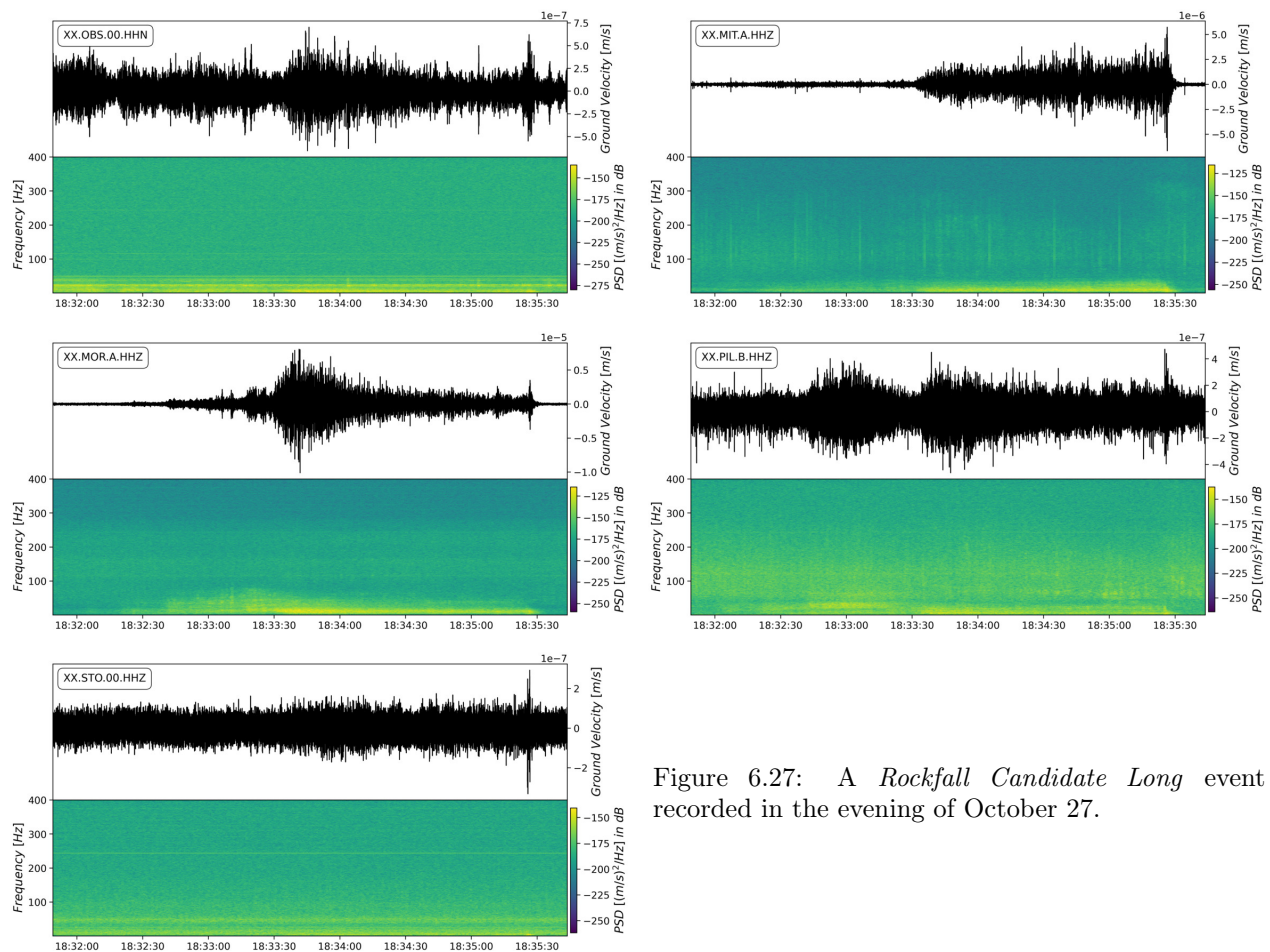 1e−7
XX.OBS.00.HHN
7.5
5.0
2.5
0.0
−2.5
−5.0
Ground Velocity [m/s]
400
300
200
100
Frequency [Hz]
−150
−175
−200
−225
−250
−275
PSD [(m/s)²/Hz] in dB
18:32:00 18:32:30 18:33:00 18:33:30 18:34:00 18:34:30 18:35:00 18:35:30
1e−6
XX.MIT.A.HHZ
5.0
2.5
0.0
−2.5
−5.0
Ground Velocity [m/s]
400
300
200
100
Frequency [Hz]
−125
−150
−175
−200
−225
−250
PSD [(m/s)²/Hz] in dB
18:32:00 18:32:30 18:33:00 18:33:30 18:34:00 18:34:30 18:35:00 18:35:30
1e−5
XX.MOR.A.HHZ
0.5
0.0
−0.5
−1.0
Ground Velocity [m/s]
400
300
200
100
Frequency [Hz]
−125
−150
−175
−200
−225
−250
PSD [(m/s)²/Hz] in dB
18:32:00 18:32:30 18:33:00 18:33:30 18:34:00 18:34:30 18:35:00 18:35:30
1e−7
XX.PIL.B.HHZ
4
2
0
−2
−4
Ground Velocity [m/s]
400
300
200
100
Frequency [Hz]
−150
−175
−200
−225
−250
PSD [(m/s)²/Hz] in dB
18:32:00 18:32:30 18:33:00 18:33:30 18:34:00 18:34:30 18:35:00 18:35:30
1e−7
XX.STO.00.HHZ
2
0
−2
Ground Velocity [m/s]
400
300
200
100
Frequency [Hz]
−150
−175
−200
−225
−250
PSD [(m/s)²/Hz] in dB
18:32:00 18:32:30 18:33:00 18:33:30 18:34:00 18:34:30 18:35:00 18:35:30
Figure 6.27: A Rockfall Candidate Long event
recorded in the evening of October 27.